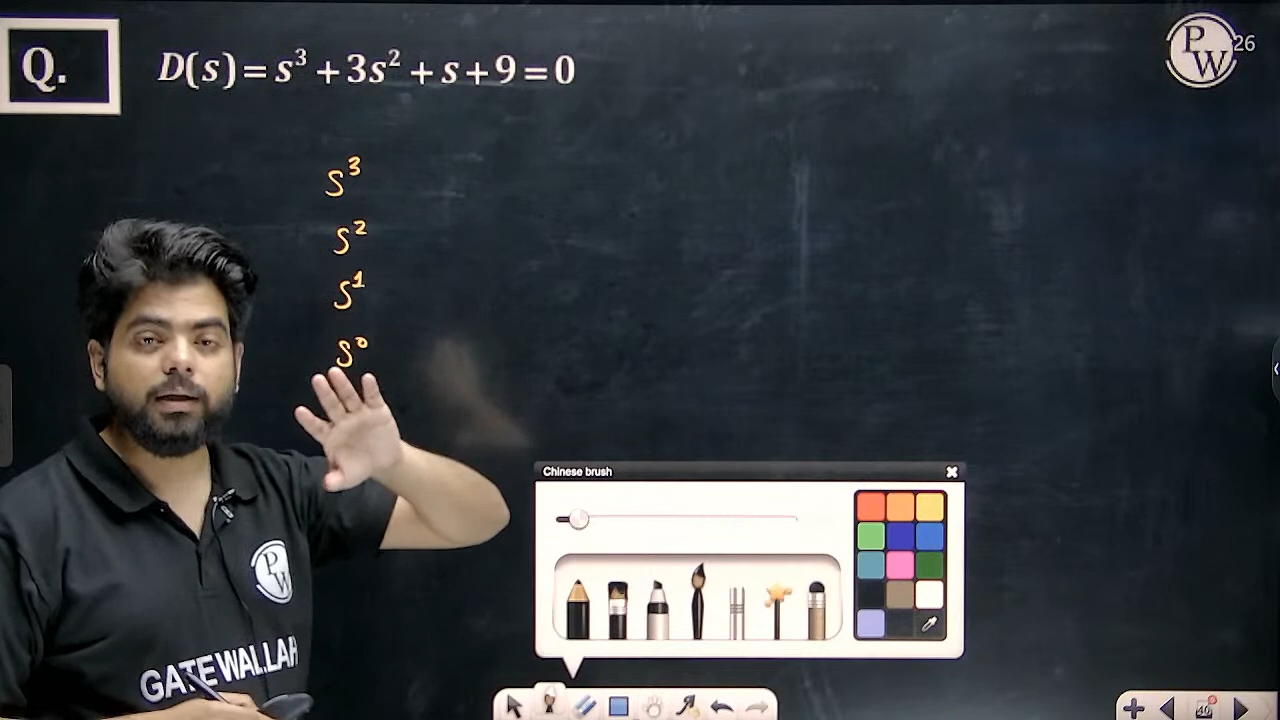 Q. D(s) = s³ + 3s² + s + 9 = 0
PW 26
s³
s²
s¹
s⁰
Chinese brush
PW
GATE WALLAH